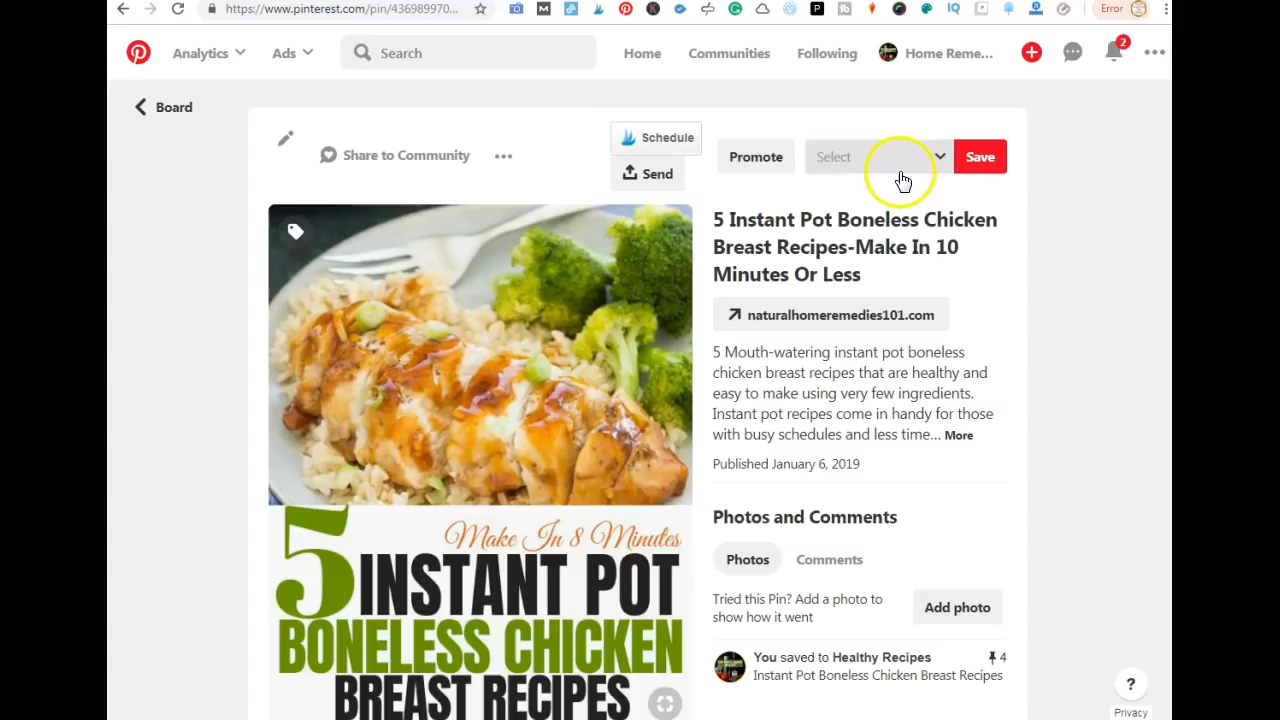 https://www.pinterest.com/pin/436989970...
Error
Analytics
Ads
Search
Home
Communities
Following
Home Reme...
2
Board
Share to Community
Schedule
Send
Promote
Select
Save
5 Instant Pot Boneless Chicken
Breast Recipes-Make In 10
Minutes Or Less
naturalhomeremedies101.com
5 Mouth-watering instant pot boneless
chicken breast recipes that are healthy and
easy to make using very few ingredients.
Instant pot recipes come in handy for those
with busy schedules and less time... More
Published January 6, 2019
Make In 8 Minutes
5 INSTANT POT
BONELESS CHICKEN
BREAST RECIPES
Photos and Comments
Photos
Comments
Tried this Pin? Add a photo to
show how it went
Add photo
You saved to Healthy Recipes
4
Instant Pot Boneless Chicken Breast Recipes
?
Privacy